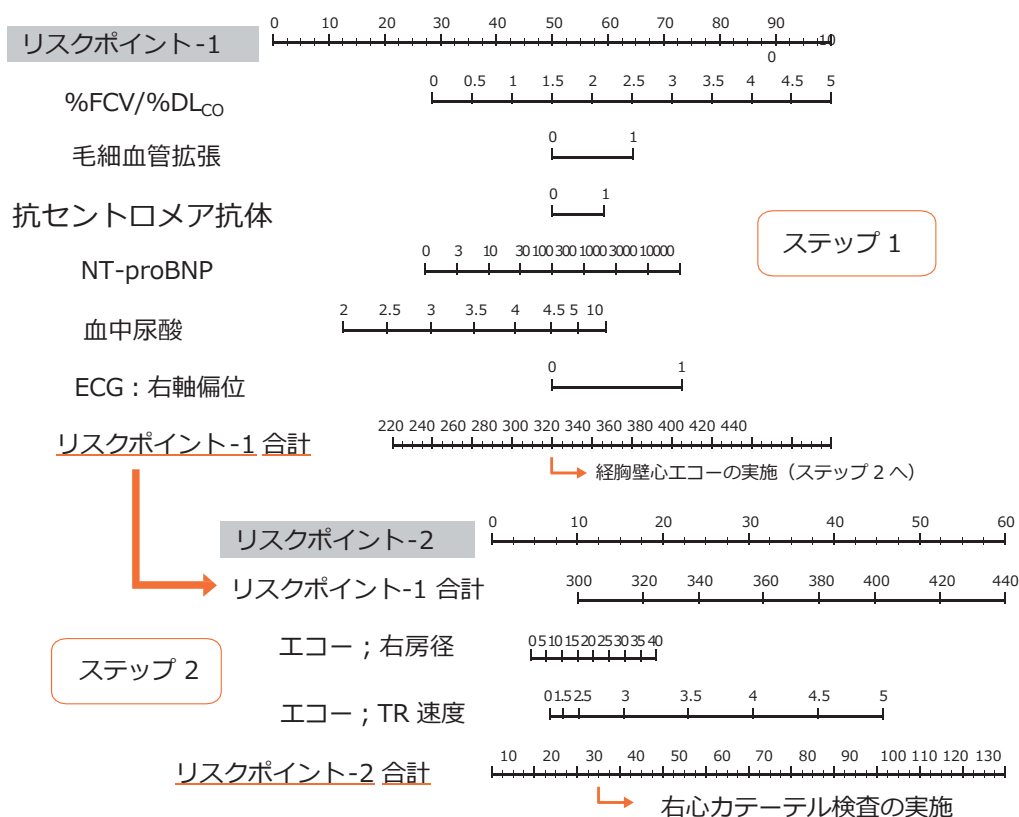 0 10 20 30 40 50 60 70 80 90 10
リスクポイント-1
0
0 0.5 1 1.5 2 2.5 3 3.5 4 4.5 5
%FCV/%DLCO
0 1
毛細血管拡張
0 1
抗セントロメア抗体
ステップ 1
0 3 10 30 100 300 1000 3000 10000
NT-proBNP
2 2.5 3 3.5 4 4.5 5 10
血中尿酸
0 1
ECG：右軸偏位
220 240 260 280 300 320 340 360 380 400 420 440
リスクポイント-1 合計
経胸壁心エコーの実施（ステップ 2 へ）
0 10 20 30 40 50 60
リスクポイント-2
300 320 340 360 380 400 420 440
リスクポイント-1 合計
0 5 10 15 20 25 30 35 40
エコー；右房径
ステップ 2
0 1.5 2.5 3 3.5 4 4.5 5
エコー；TR 速度
10 20 30 40 50 60 70 80 90 100 110 120 130
リスクポイント-2 合計
右心カテーテル検査の実施